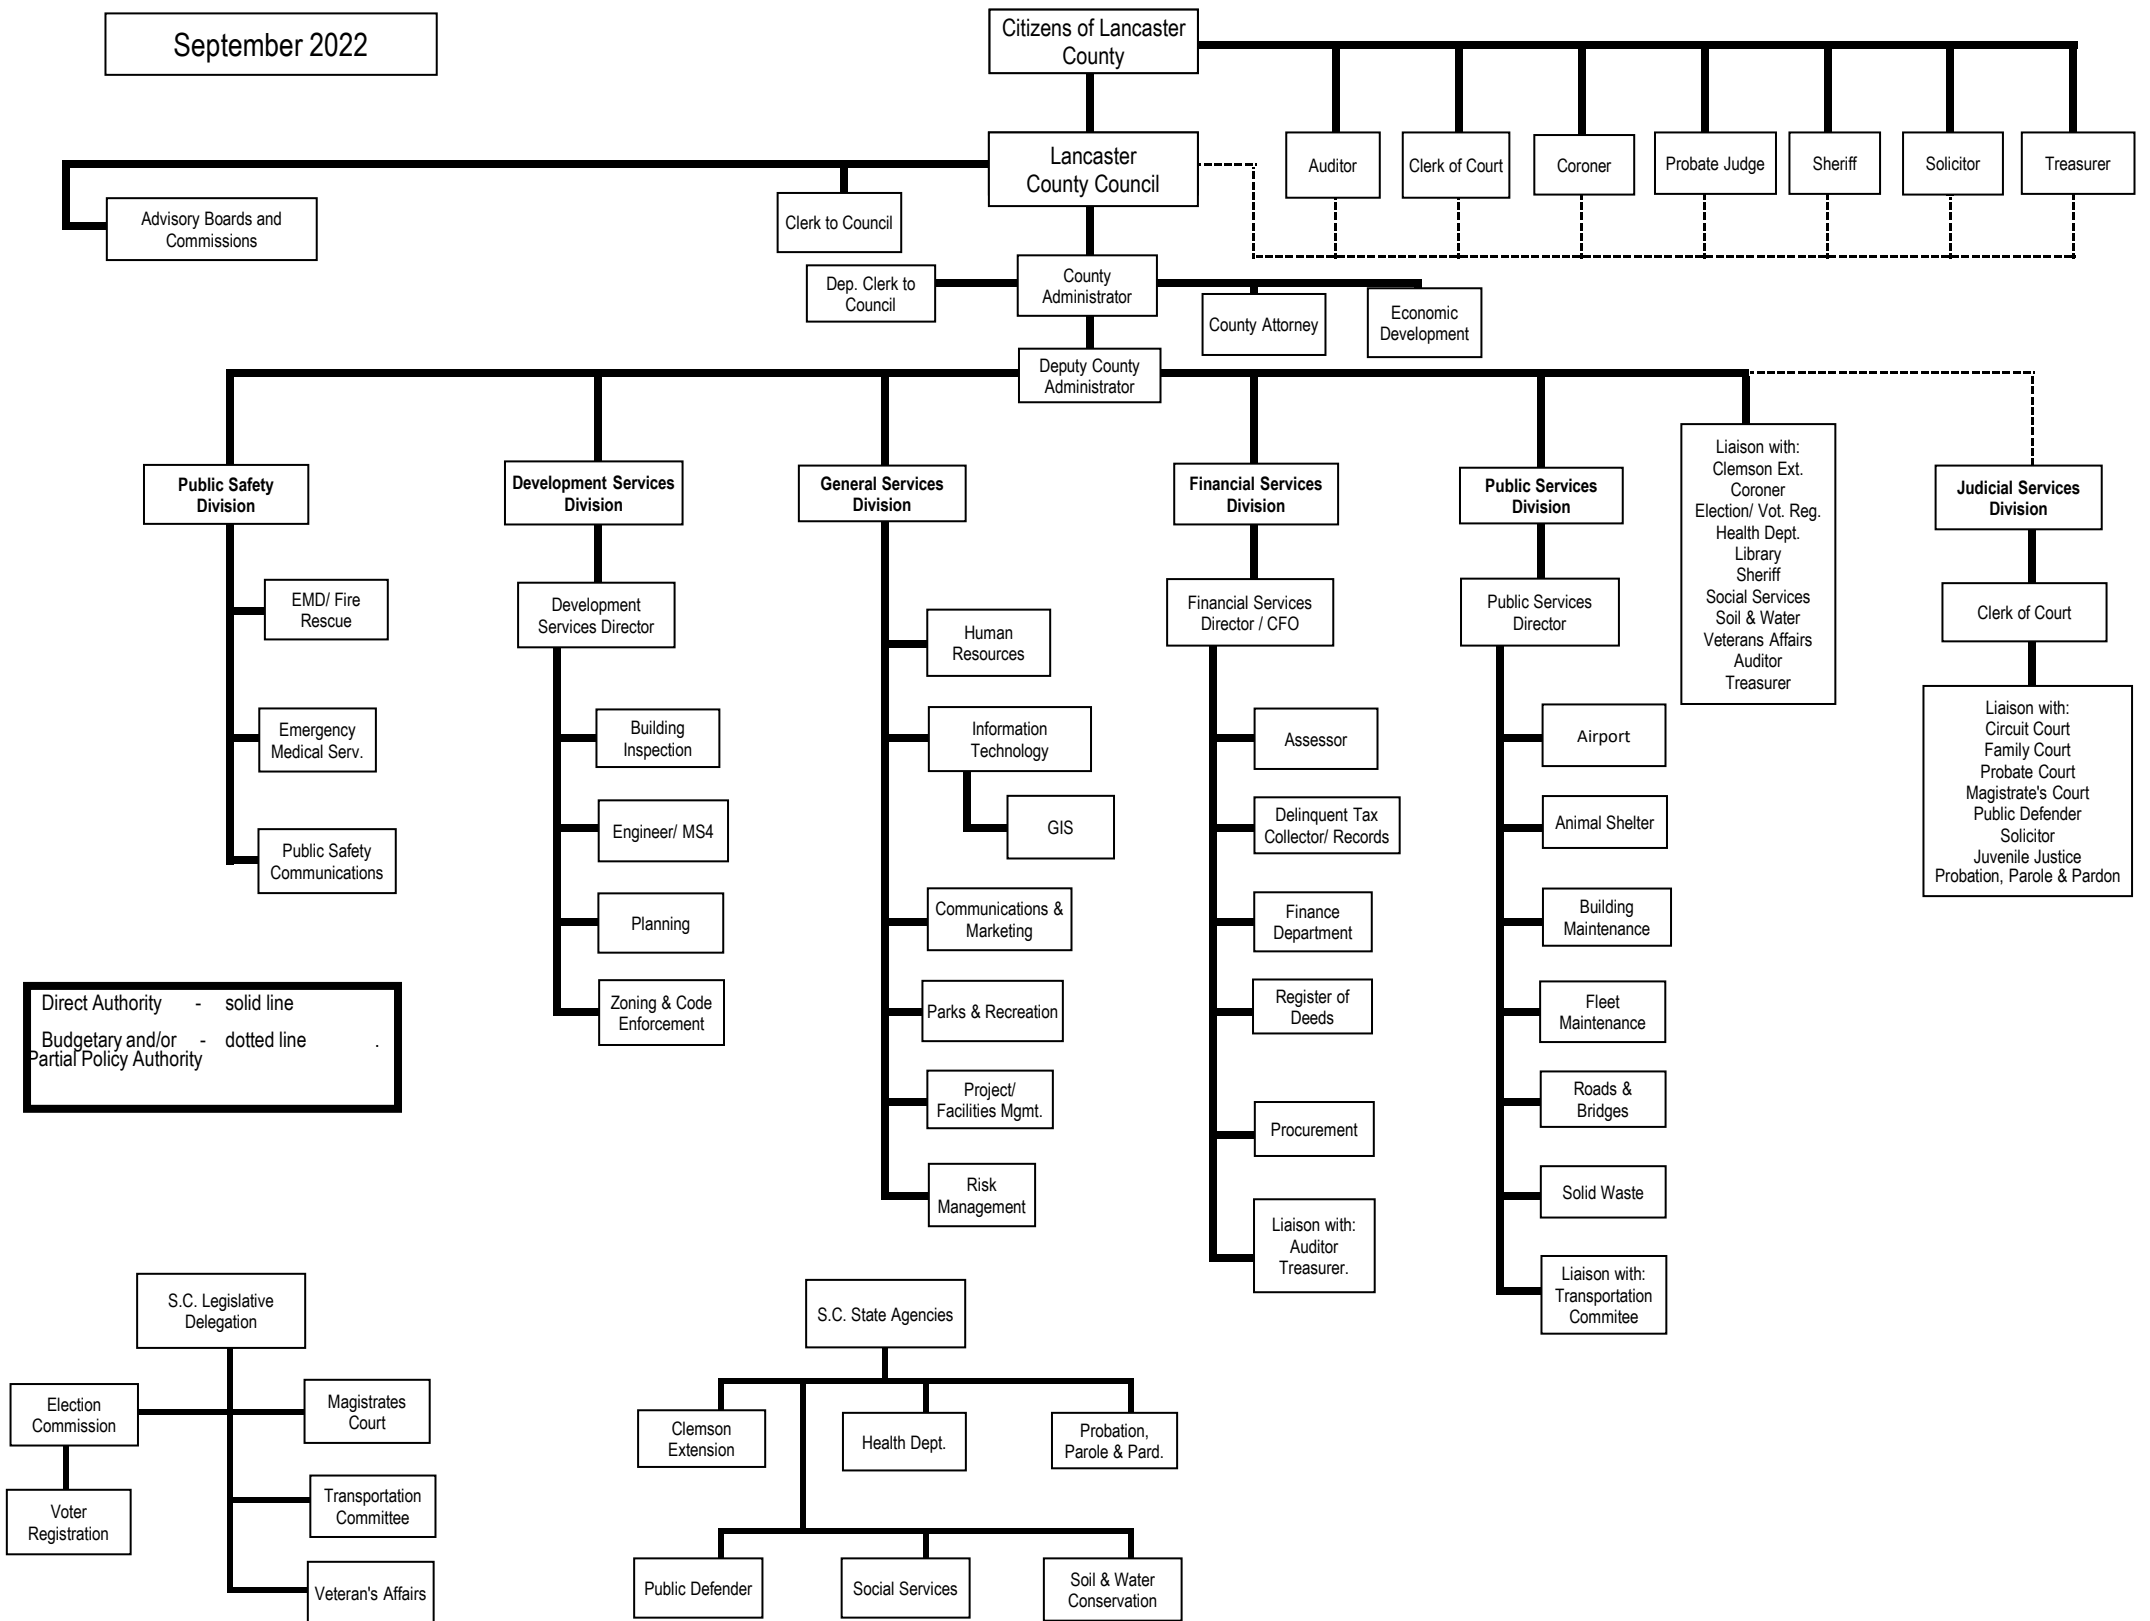 September 2022
Citizens of Lancaster
County
Lancaster
County Council
Auditor
Clerk of Court
Coroner
Probate Judge
Sheriff
Solicitor
Treasurer
Advisory Boards and
Commissions
Clerk to Council
Dep. Clerk to
Council
County
Administrator
County Attorney
Economic
Development
Deputy County
Administrator
Public Safety
Division
Development Services
Division
General Services
Division
Financial Services
Division
Public Services
Division
Liaison with:
Clemson Ext.
Coroner
Election/ Vot. Reg.
Health Dept.
Library
Sheriff
Social Services
Soil & Water
Veterans Affairs
Auditor
Treasurer
Judicial Services
Division
EMD/ Fire
Rescue
Emergency
Medical Serv.
Public Safety
Communications
Development
Services Director
Building
Inspection
Engineer/ MS4
Planning
Zoning & Code
Enforcement
Human
Resources
Information
Technology
GIS
Communications &
Marketing
Parks & Recreation
Project/
Facilities Mgmt.
Risk
Management
Financial Services
Director / CFO
Assessor
Delinquent Tax
Collector/ Records
Finance
Department
Register of
Deeds
Procurement
Liaison with:
Auditor
Treasurer.
Public Services
Director
Airport
Animal Shelter
Building
Maintenance
Fleet
Maintenance
Roads &
Bridges
Solid Waste
Liaison with:
Transportation
Commitee
Clerk of Court
Liaison with:
Circuit Court
Family Court
Probate Court
Magistrate's Court
Public Defender
Solicitor
Juvenile Justice
Probation, Parole & Pardon
Direct Authority - solid line
Budgetary and/or - dotted line .
Partial Policy Authority
S.C. Legislative
Delegation
Election
Commission
Magistrates
Court
Voter
Registration
Transportation
Committee
Veteran's Affairs
S.C. State Agencies
Clemson
Extension
Health Dept.
Probation,
Parole & Pard.
Public Defender
Social Services
Soil & Water
Conservation